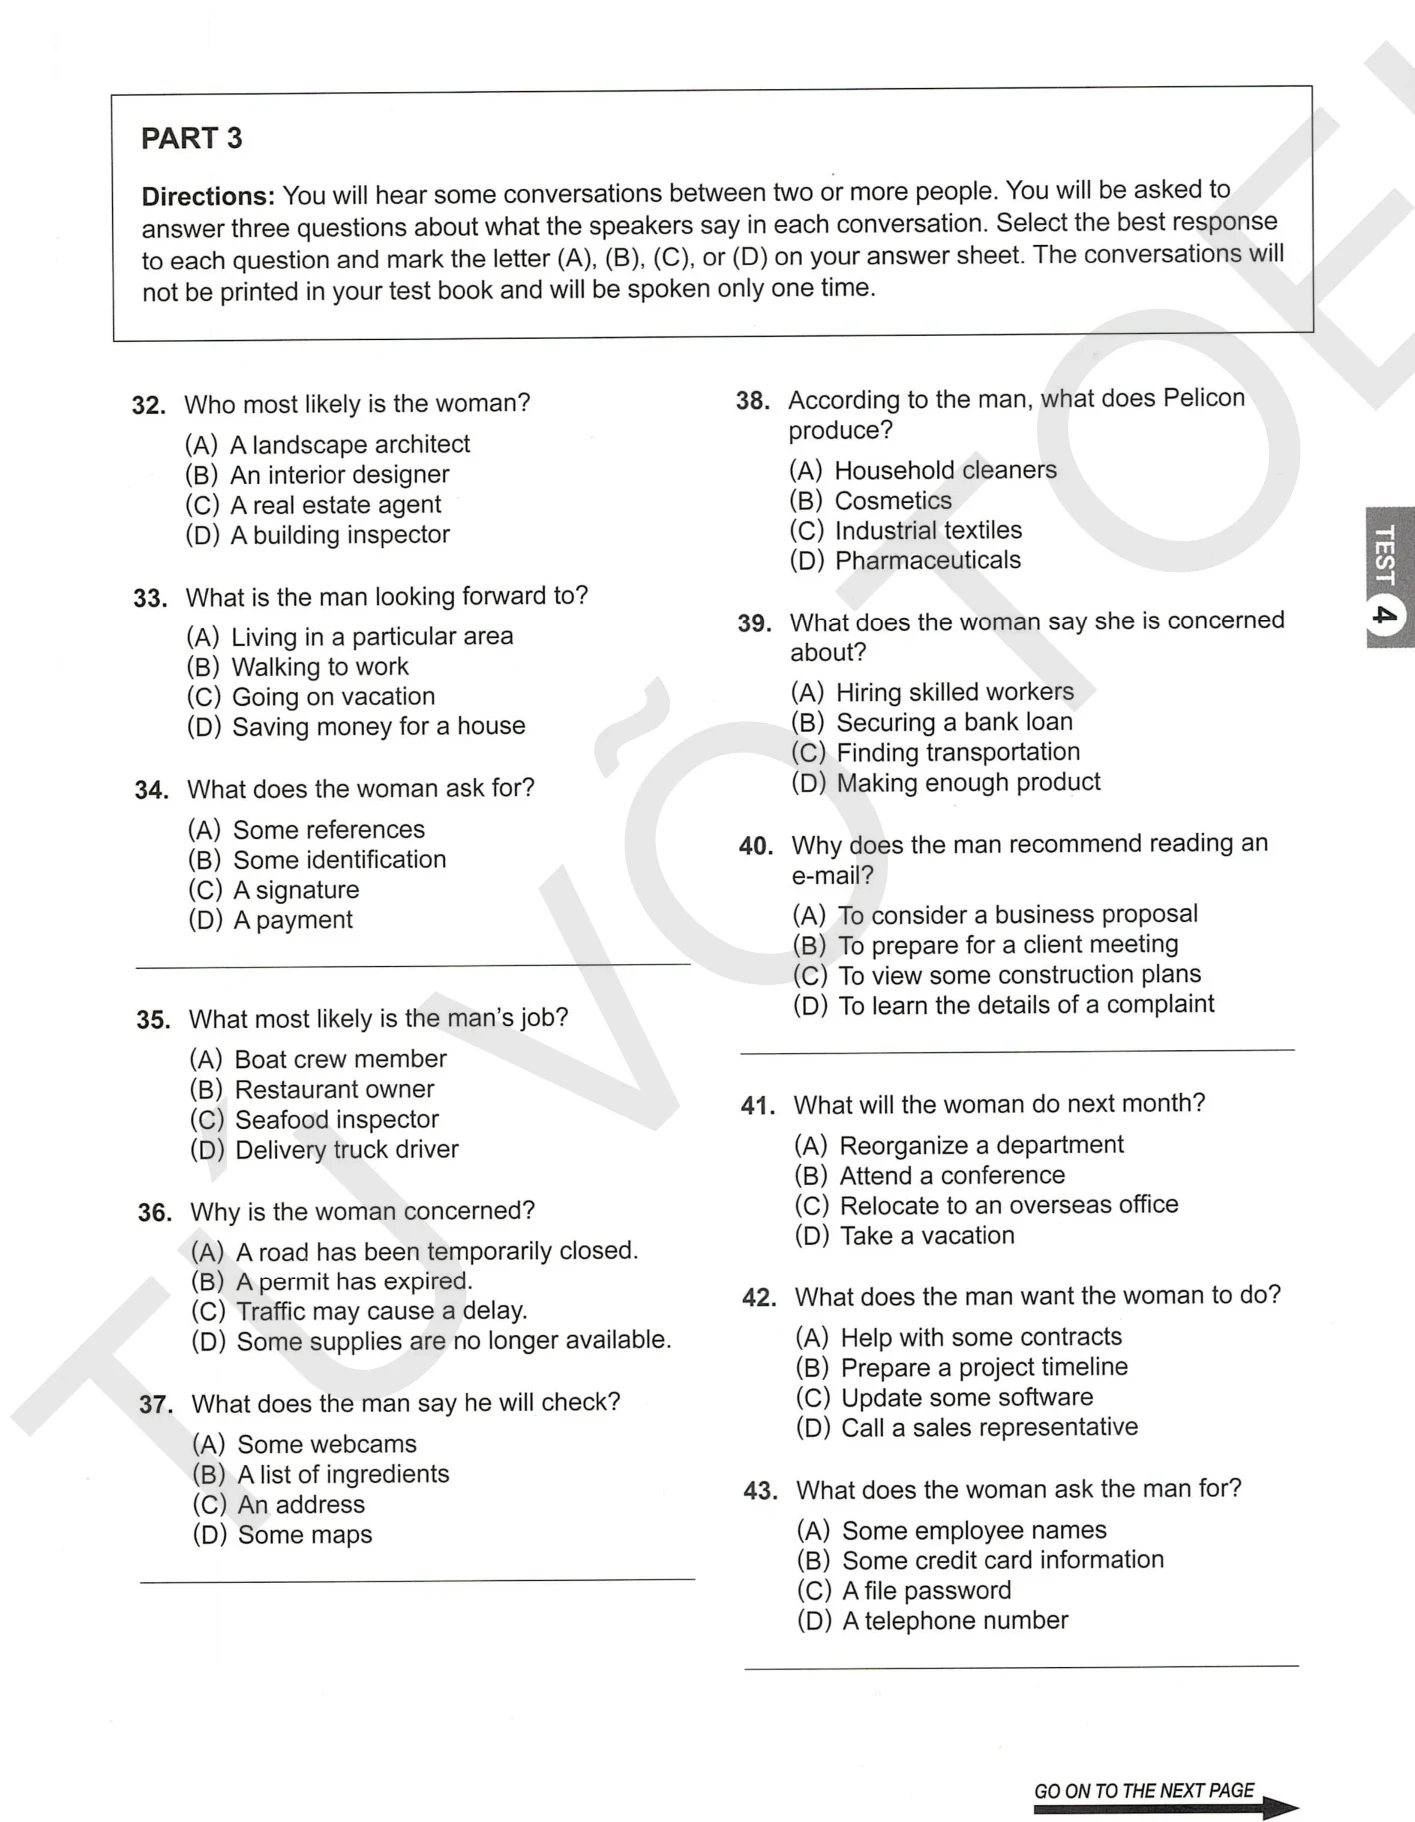 PART 3
Directions: You will hear some conversations between two or more people. You will be asked to
answer three questions about what the speakers say in each conversation. Select the best response
to each question and mark the letter (A), (B), (C), or (D) on your answer sheet. The conversations will
not be printed in your test book and will be spoken only one time.
32. Who most likely is the woman?
(A) A landscape architect
(B) An interior designer
(C) A real estate agent
(D) A building inspector
33. What is the man looking forward to?
(A) Living in a particular area
(B) Walking to work
(C) Going on vacation
(D) Saving money for a house
34. What does the woman ask for?
(A) Some references
(B) Some identification
(C) A signature
(D) A payment
35. What most likely is the man's job?
(A) Boat crew member
(B) Restaurant owner
(C) Seafood inspector
(D) Delivery truck driver
36. Why is the woman concerned?
(A) A road has been temporarily closed.
(B) A permit has expired.
(C) Traffic may cause a delay.
(D) Some supplies are no longer available.
37. What does the man say he will check?
(A) Some webcams
(B) A list of ingredients
(C) An address
(D) Some maps
38. According to the man, what does Pelicon
produce?
(A) Household cleaners
(B) Cosmetics
(C) Industrial textiles
(D) Pharmaceuticals
39. What does the woman say she is concerned
about?
(A) Hiring skilled workers
(B) Securing a bank loan
(C) Finding transportation
(D) Making enough product
40. Why does the man recommend reading an
e-mail?
(A) To consider a business proposal
(B) To prepare for a client meeting
(C) To view some construction plans
(D) To learn the details of a complaint
41. What will the woman do next month?
(A) Reorganize a department
(B) Attend a conference
(C) Relocate to an overseas office
(D) Take a vacation
42. What does the man want the woman to do?
(A) Help with some contracts
(B) Prepare a project timeline
(C) Update some software
(D) Call a sales representative
43. What does the woman ask the man for?
(A) Some employee names
(B) Some credit card information
(C) A file password
(D) A telephone number
TEST 4
GO ON TO THE NEXT PAGE
TÚ VÕ TOE